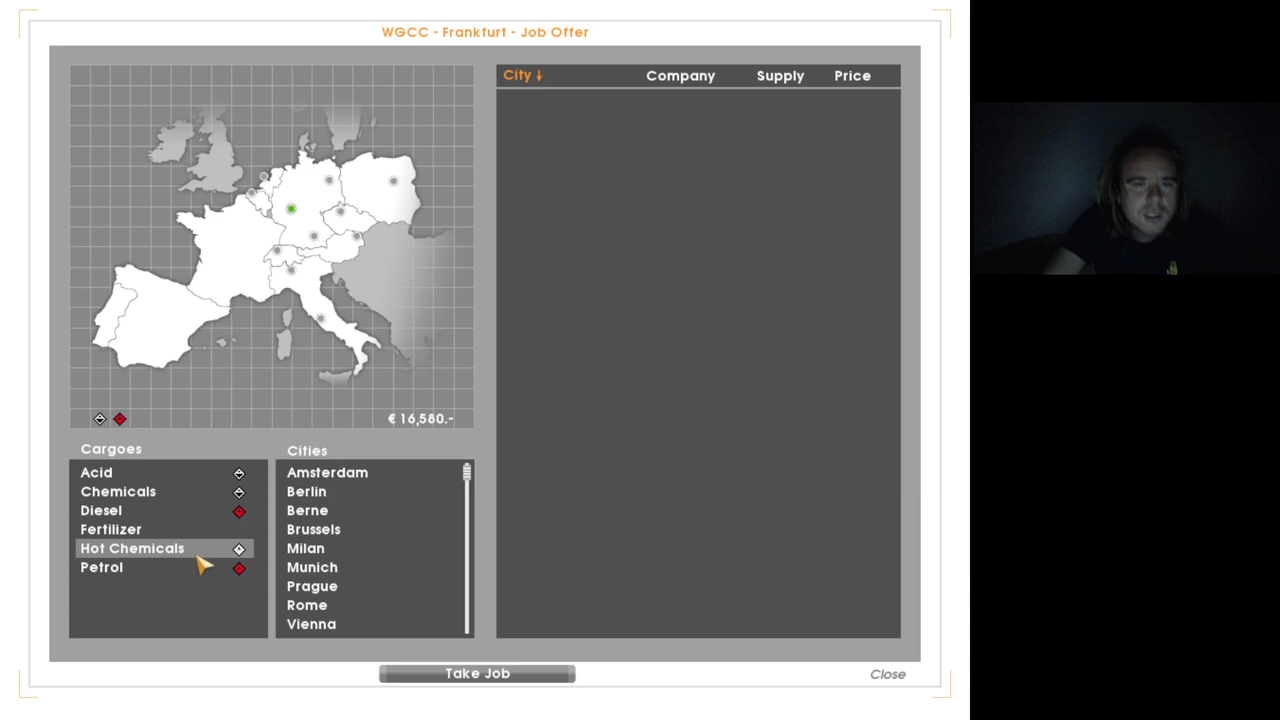 WGCC - Frankfurt - Job Offer
City ↓ Company Supply Price
€ 16,580.-
Cargoes
Acid
Chemicals
Diesel
Fertilizer
Hot Chemicals
Petrol
Cities
Amsterdam
Berlin
Berne
Brussels
Milan
Munich
Prague
Rome
Vienna
Take Job
Close